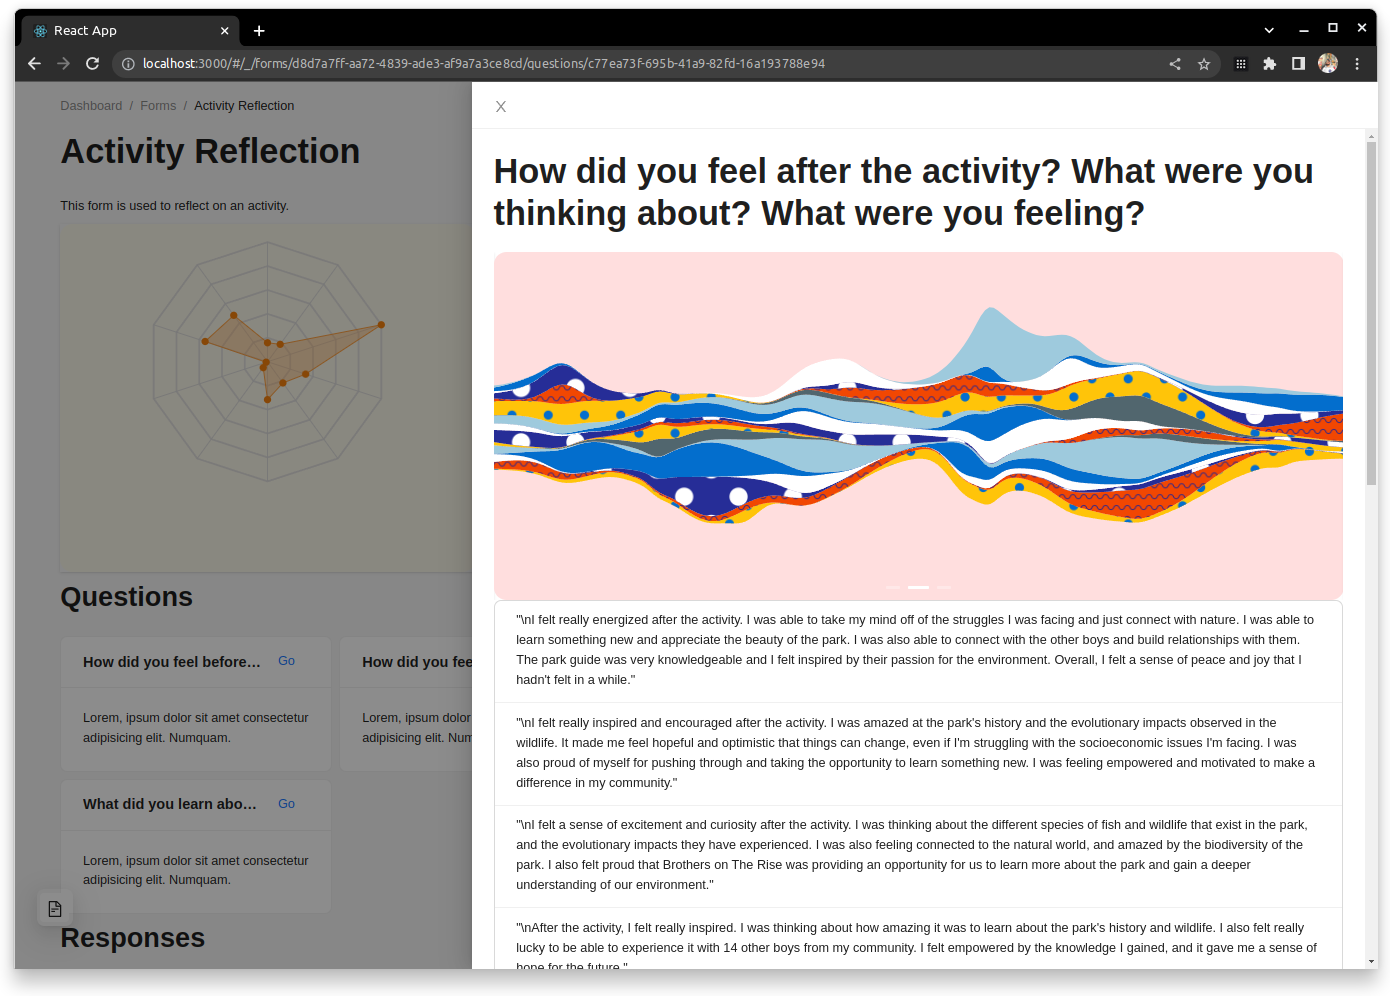 React App
localhost:3000/#/_/forms/d8d7a7ff-aa72-4839-ade3-af9a7a3ce8cd/questions/c77ea73f-695b-41a9-82fd-16a193788e94
Dashboard / Forms / Activity Reflection
Activity Reflection
This form is used to reflect on an activity.
Questions
How did you feel before... Go
Lorem, ipsum dolor sit amet consectetur
adipisicing elit. Numquam.
How did you fee
Lorem, ipsum dolor
adipisicing elit. Num
What did you learn abo... Go
Lorem, ipsum dolor sit amet consectetur
adipisicing elit. Numquam.
Responses
X
How did you feel after the activity? What were you
thinking about? What were you feeling?
"\nI felt really energized after the activity. I was able to take my mind off of the struggles I was facing and just connect with nature. I was able to
learn something new and appreciate the beauty of the park. I was also able to connect with the other boys and build relationships with them.
The park guide was very knowledgeable and I felt inspired by their passion for the environment. Overall, I felt a sense of peace and joy that I
hadn't felt in a while."
"\nI felt really inspired and encouraged after the activity. I was amazed at the park's history and the evolutionary impacts observed in the
wildlife. It made me feel hopeful and optimistic that things can change, even if I'm struggling with the socioeconomic issues I'm facing. I was
also proud of myself for pushing through and taking the opportunity to learn something new. I was feeling empowered and motivated to make a
difference in my community."
"\nI felt a sense of excitement and curiosity after the activity. I was thinking about the different species of fish and wildlife that exist in the park,
and the evolutionary impacts they have experienced. I was also feeling connected to the natural world, and amazed by the biodiversity of the
park. I also felt proud that Brothers on The Rise was providing an opportunity for us to learn more about the park and gain a deeper
understanding of our environment."
"\nAfter the activity, I felt really inspired. I was thinking about how amazing it was to learn about the park's history and wildlife. I also felt really
lucky to be able to experience it with 14 other boys from my community. I felt empowered by the knowledge I gained, and it gave me a sense of
hope for the future."